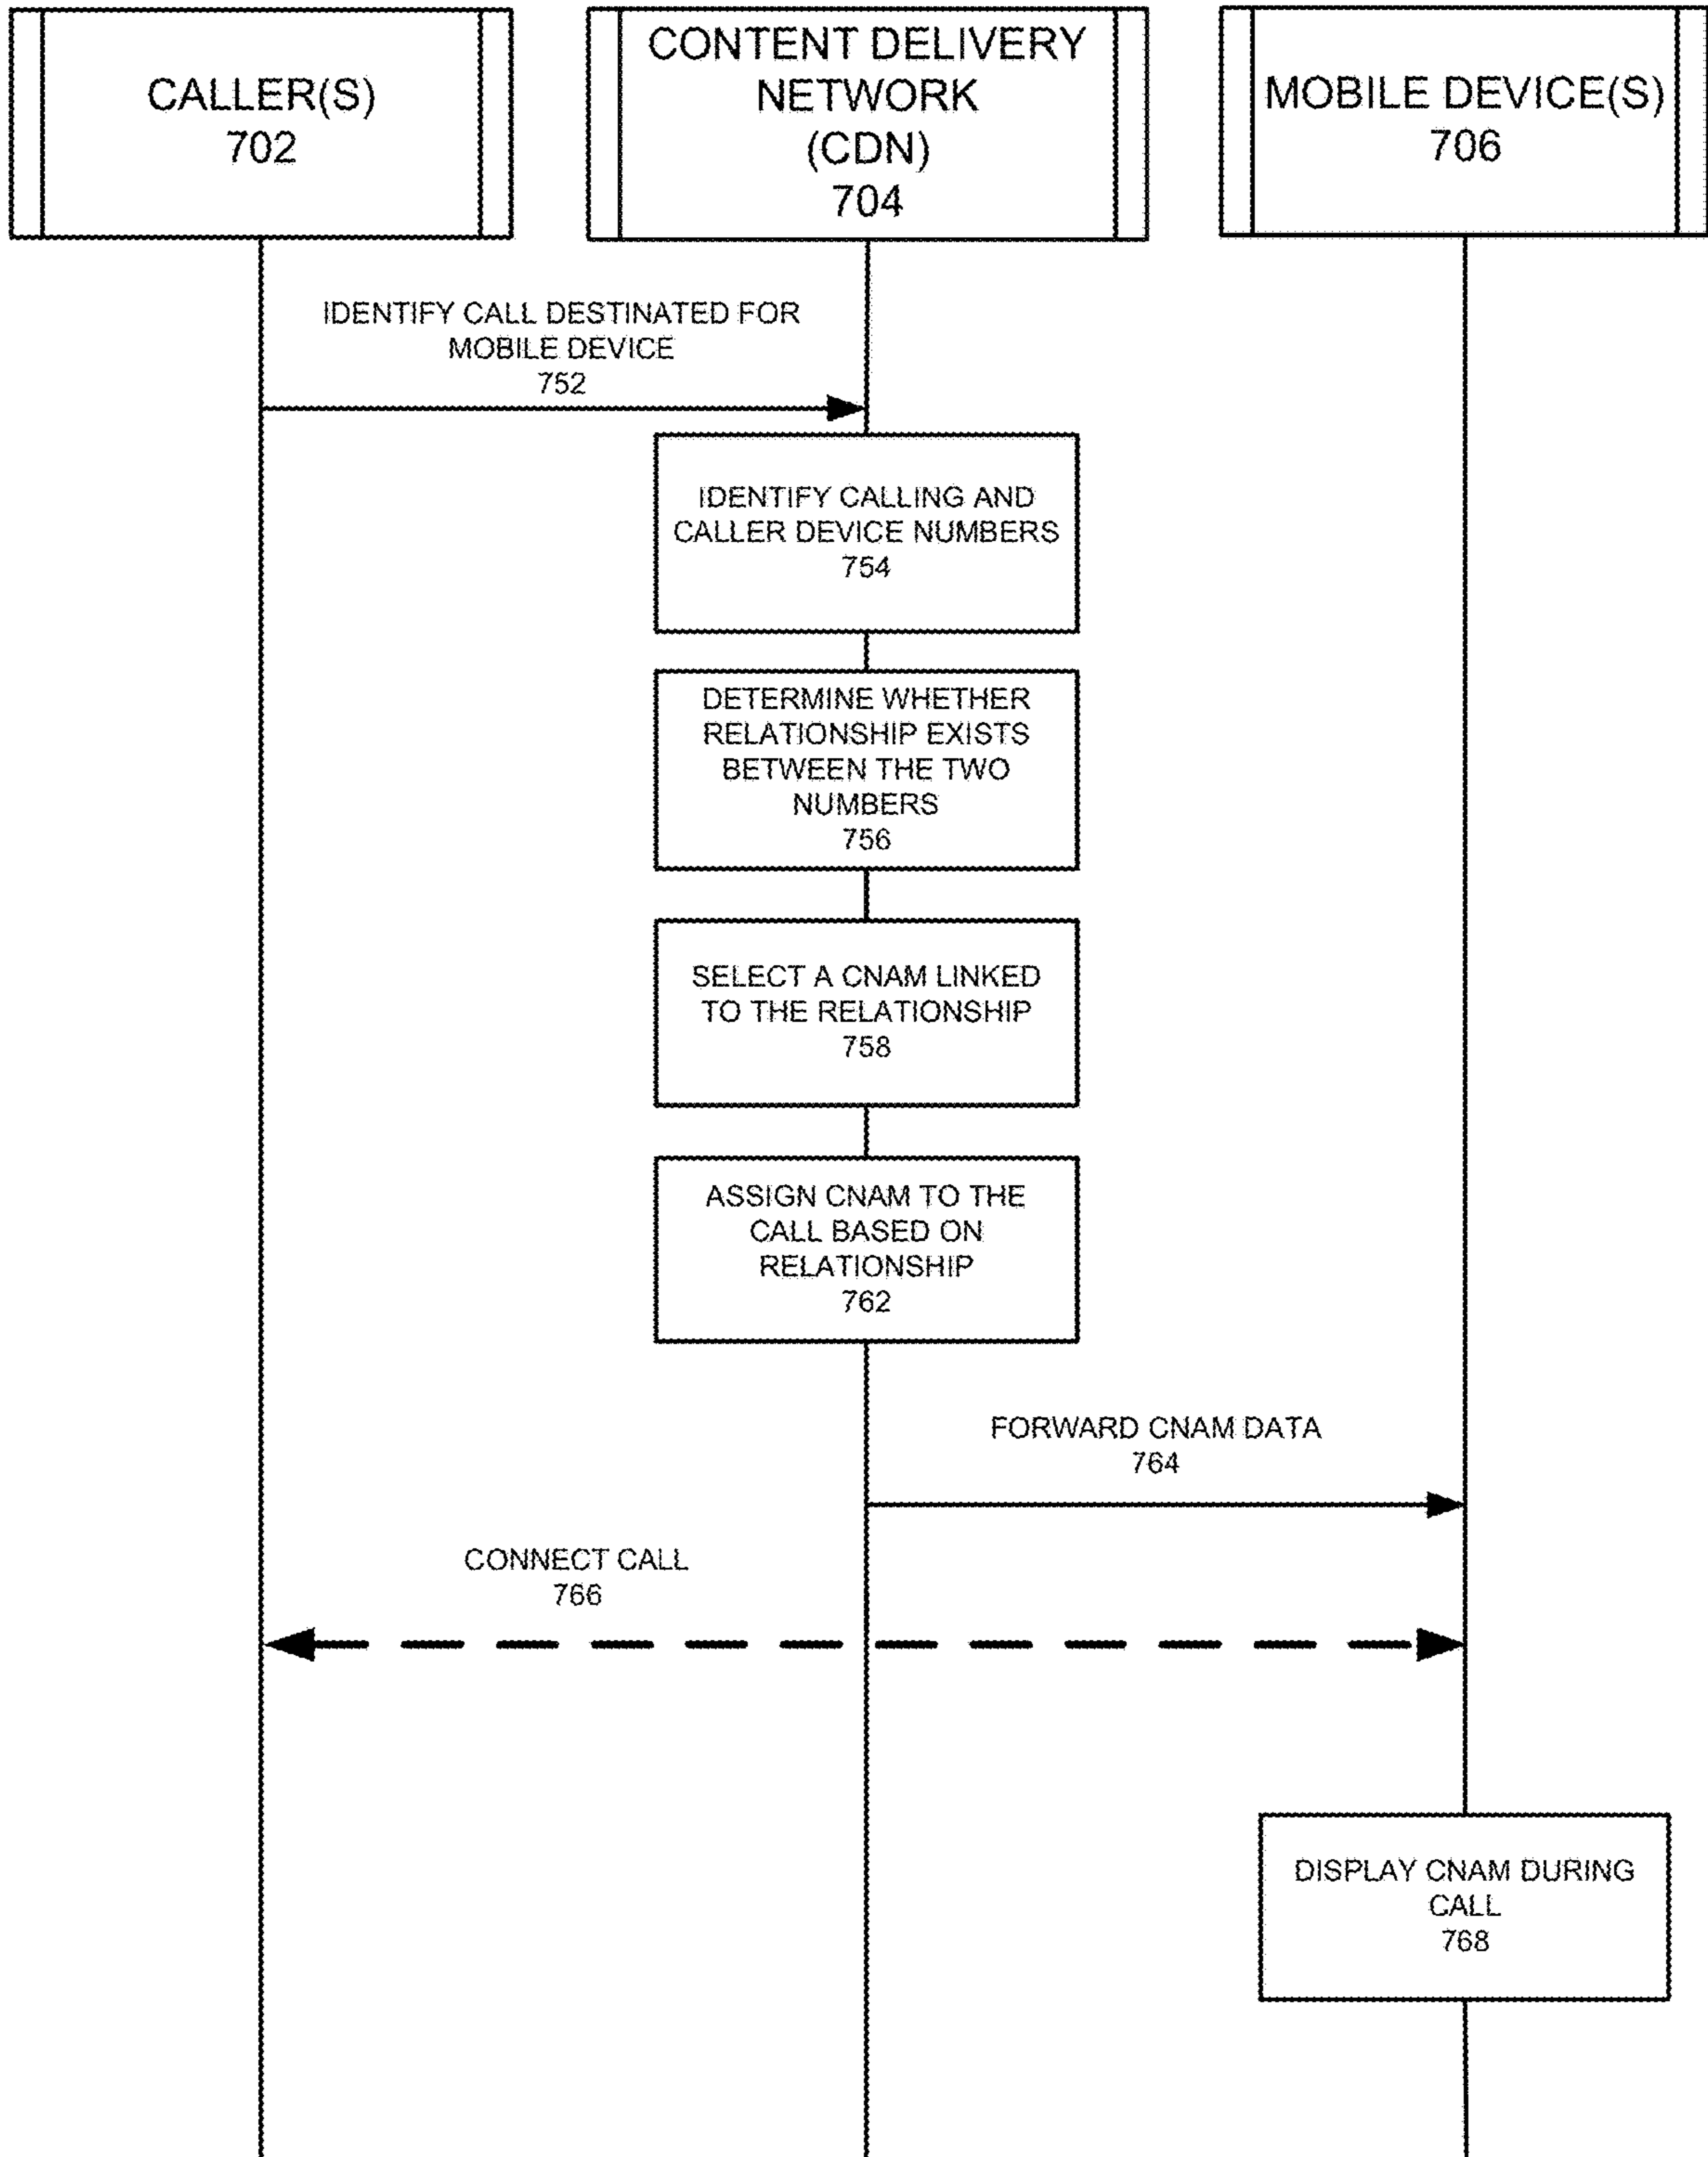 CALLER(S)
702
CONTENT DELIVERY
NETWORK
(CDN)
704
MOBILE DEVICE(S)
706
IDENTIFY CALL DESTINATED FOR
MOBILE DEVICE
752
IDENTIFY CALLING AND
CALLER DEVICE NUMBERS
754
DETERMINE WHETHER
RELATIONSHIP EXISTS
BETWEEN THE TWO
NUMBERS
756
SELECT A CNAM LINKED
TO THE RELATIONSHIP
758
ASSIGN CNAM TO THE
CALL BASED ON
RELATIONSHIP
762
FORWARD CNAM DATA
764
CONNECT CALL
766
DISPLAY CNAM DURING
CALL
768